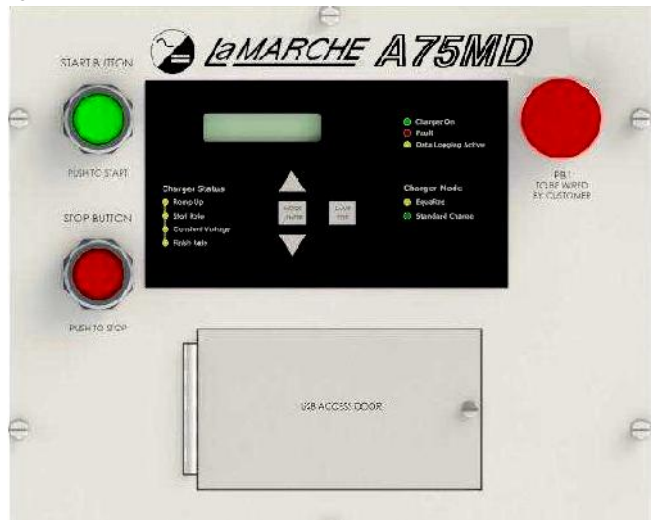 LaMARCHE A75MD
START BUTTON
PUSH TO START
STOP BUTTON
PUSH TO STOP
Charger On
Fault
Data Logging Active
Charger Status
Ramp Up
Start Rate
Constant Voltage
Finish Rate
Charger Mode
Equalize
Standard Charge
TO BE WIRED
BY CUSTOMER
USB ACCESS DOOR